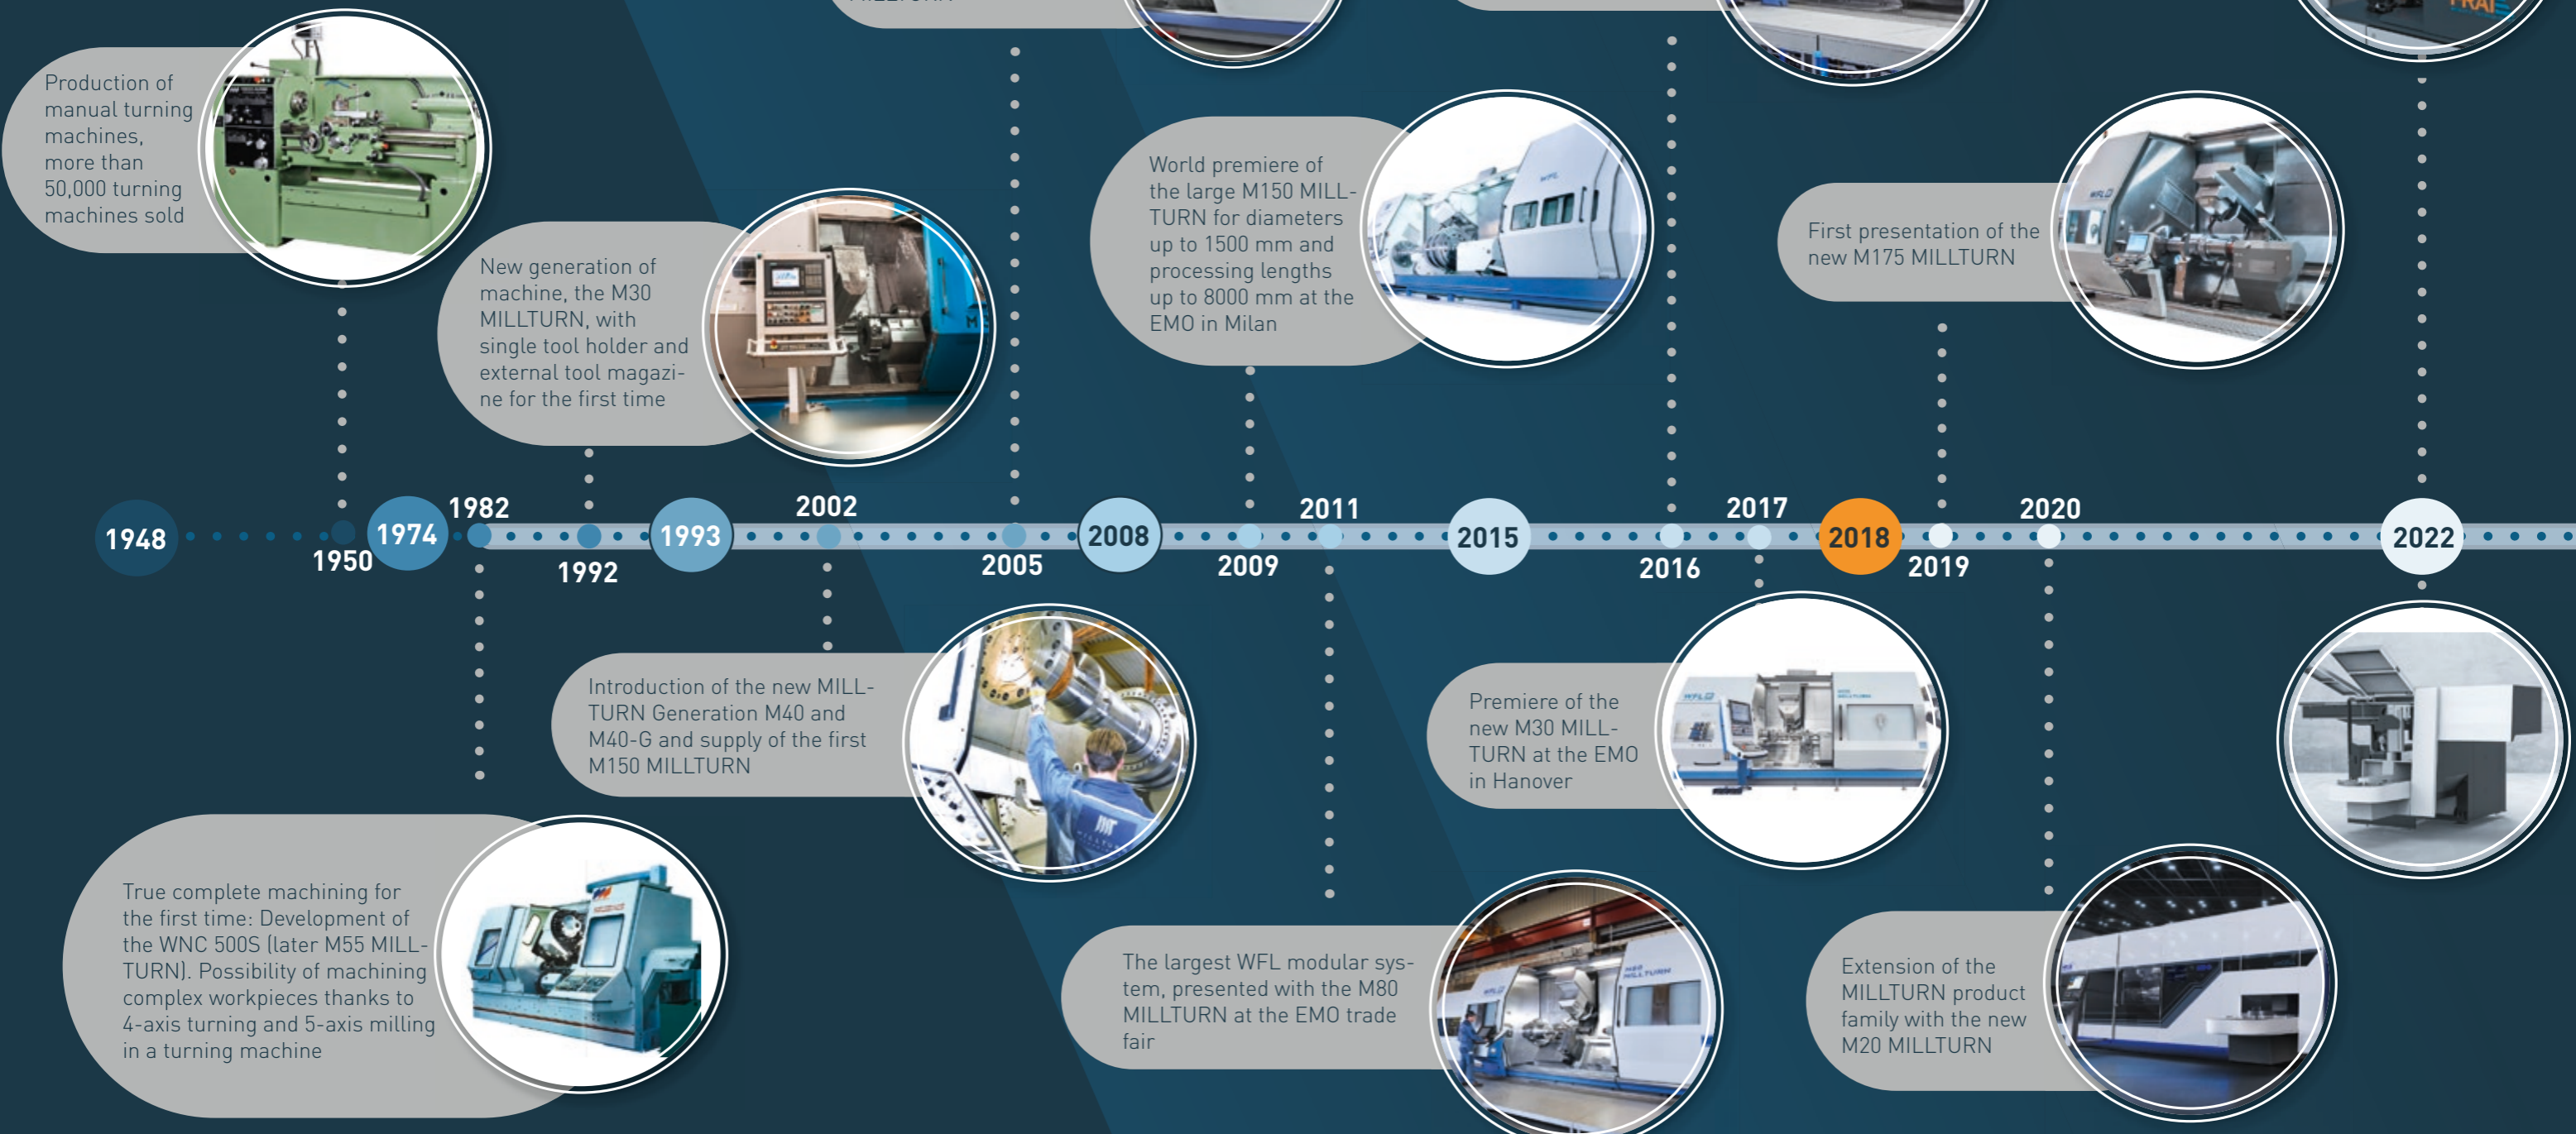 Production of
manual turning
machines,
more than
50,000 turning
machines sold
New generation of
machine, the M30
MILLTURN, with
single tool holder and
external tool magazi-
ne for the first time
World premiere of
the large M150 MILL-
TURN for diameters
up to 1500 mm and
processing lengths
up to 8000 mm at the
EMO in Milan
WFL
First presentation of the
new M175 MILLTURN
WFL
1948
1950
1974
1982
1992
1993
2002
2005
2008
2009
2011
2015
2016
2017
2018
2019
2020
2022
Introduction of the new MILL-
TURN Generation M40 and
M40-G and supply of the first
M150 MILLTURN
MILLTURN
Premiere of the
new M30 MILL-
TURN at the EMO
in Hanover
WFL
MILLTURN
True complete machining for
the first time: Development of
the WNC 500S (later M55 MILL-
TURN). Possibility of machining
complex workpieces thanks to
4-axis turning and 5-axis milling
in a turning machine
The largest WFL modular sys-
tem, presented with the M80
MILLTURN at the EMO trade
fair
WFL
MILLTURN
Extension of the
MILLTURN product
family with the new
M20 MILLTURN